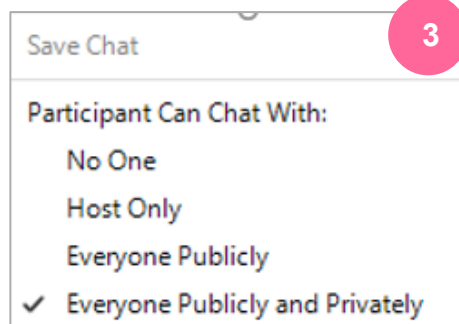 Save Chat
3
Participant Can Chat With:
No One
Host Only
Everyone Publicly
✓ Everyone Publicly and Privately